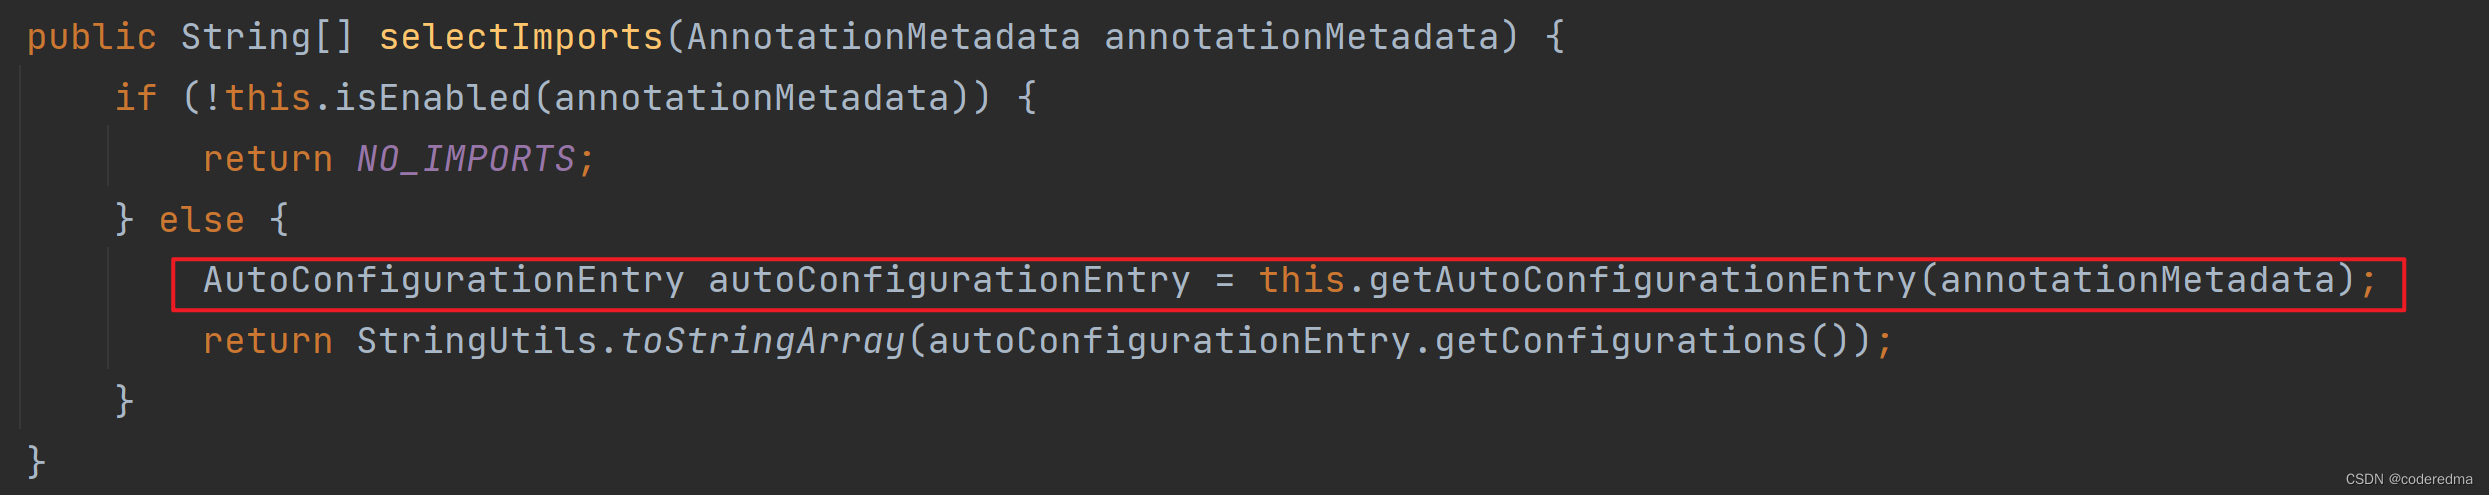 public String[] selectImports(AnnotationMetadata annotationMetadata) {
if (!this.isEnabled(annotationMetadata)) {
return NO_IMPORTS;
} else {
AutoConfigurationEntry autoConfigurationEntry = this.getAutoConfigurationEntry(annotationMetadata);
return StringUtils.toStringArray(autoConfigurationEntry.getConfigurations());
}
}
CSDN @coderedma